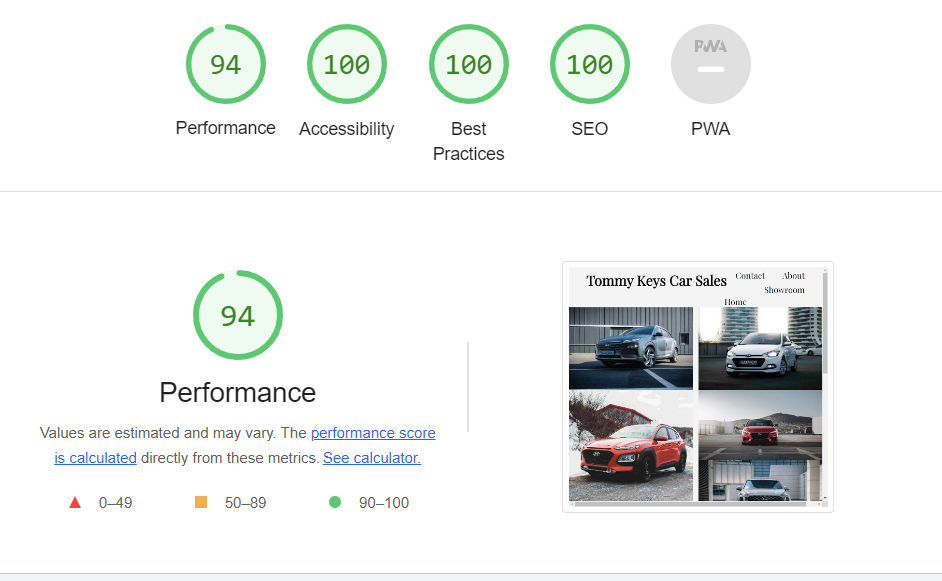 94
100
100
100
PWA
Performance
Accessibility
Best
Practices
SEO
PWA
94
Performance
Values are estimated and may vary. The performance score
is calculated directly from these metrics. See calculator.
0–49
50–89
90–100
Tommy Keys Car Sales
Contact
About
Showroom
Home